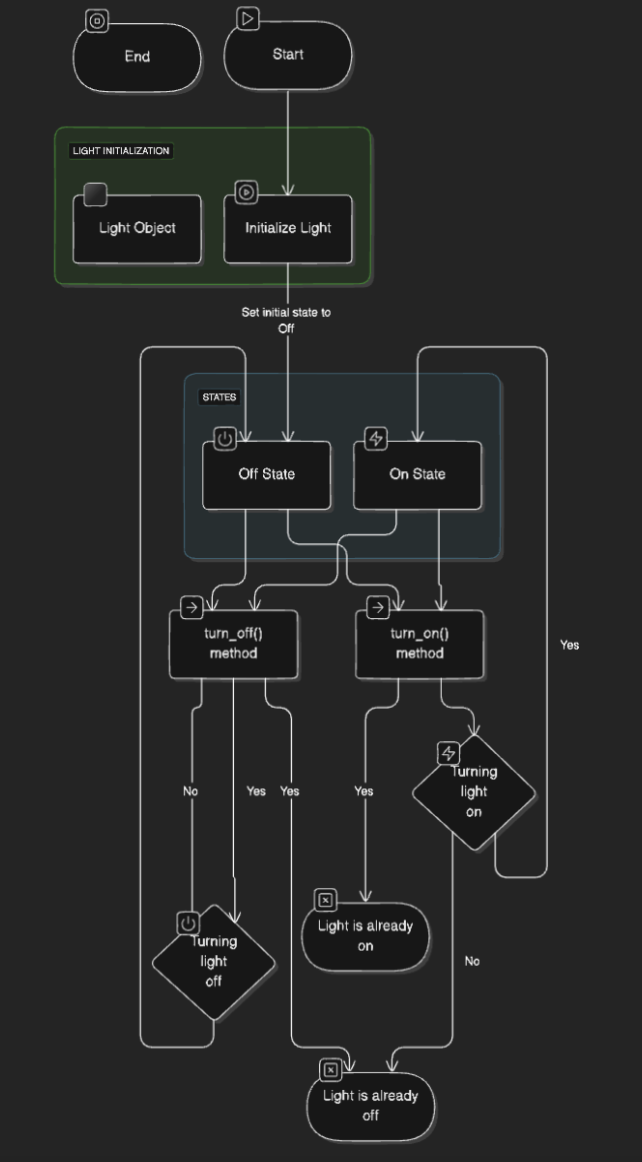 End
Start
LIGHT INITIALIZATION
Light Object
Initialize Light
Set initial state to
Off
STATES
Off State
On State
turn_off()
method
turn_on()
method
Yes
Turning
light
on
No
Yes
Yes
Yes
Light is already
on
Turning
light
off
No
Light is already
off